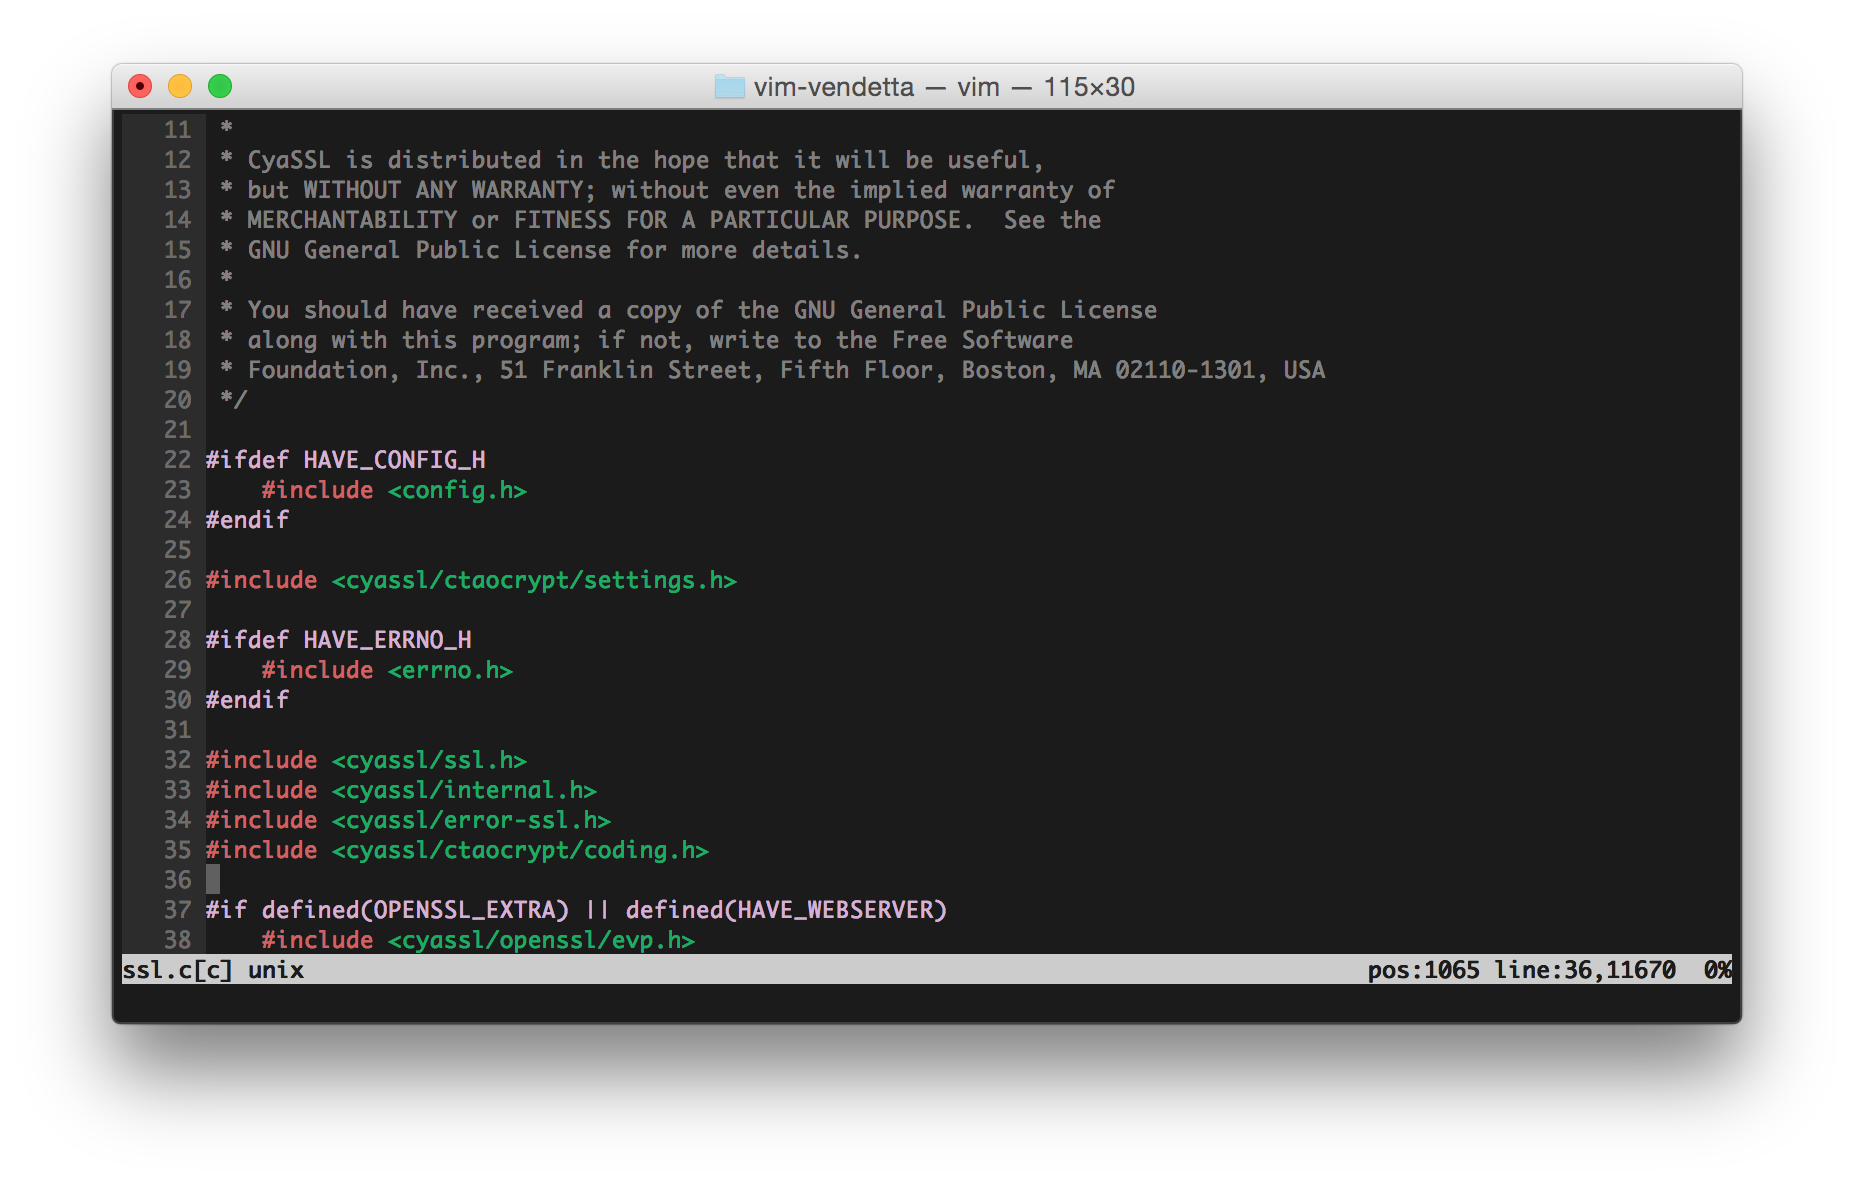 vim-vendetta — vim — 115×30
11  *
12  * CyaSSL is distributed in the hope that it will be useful,
13  * but WITHOUT ANY WARRANTY; without even the implied warranty of
14  * MERCHANTABILITY or FITNESS FOR A PARTICULAR PURPOSE.  See the
15  * GNU General Public License for more details.
16  *
17  * You should have received a copy of the GNU General Public License
18  * along with this program; if not, write to the Free Software
19  * Foundation, Inc., 51 Franklin Street, Fifth Floor, Boston, MA 02110-1301, USA
20  */
21
22 #ifdef HAVE_CONFIG_H
23     #include <config.h>
24 #endif
25
26 #include <cyassl/ctaocrypt/settings.h>
27
28 #ifdef HAVE_ERRNO_H
29     #include <errno.h>
30 #endif
31
32 #include <cyassl/ssl.h>
33 #include <cyassl/internal.h>
34 #include <cyassl/error-ssl.h>
35 #include <cyassl/ctaocrypt/coding.h>
36
37 #if defined(OPENSSL_EXTRA) || defined(HAVE_WEBSERVER)
38     #include <cyassl/openssl/evp.h>
ssl.c[c] unix pos:1065 line:36,11670  0%